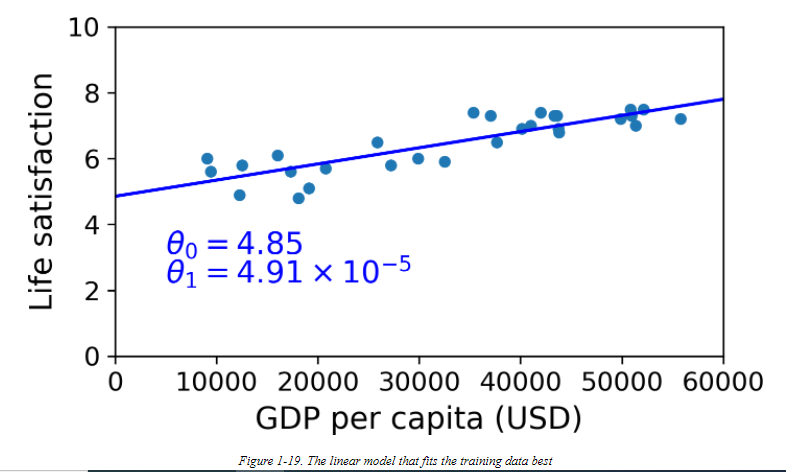 10
8
6
4
2
0
Life satisfaction
θ₀ = 4.85
θ₁ = 4.91 × 10⁻⁵
0 10000 20000 30000 40000 50000 60000
GDP per capita (USD)
Figure 1-19. The linear model that fits the training data best